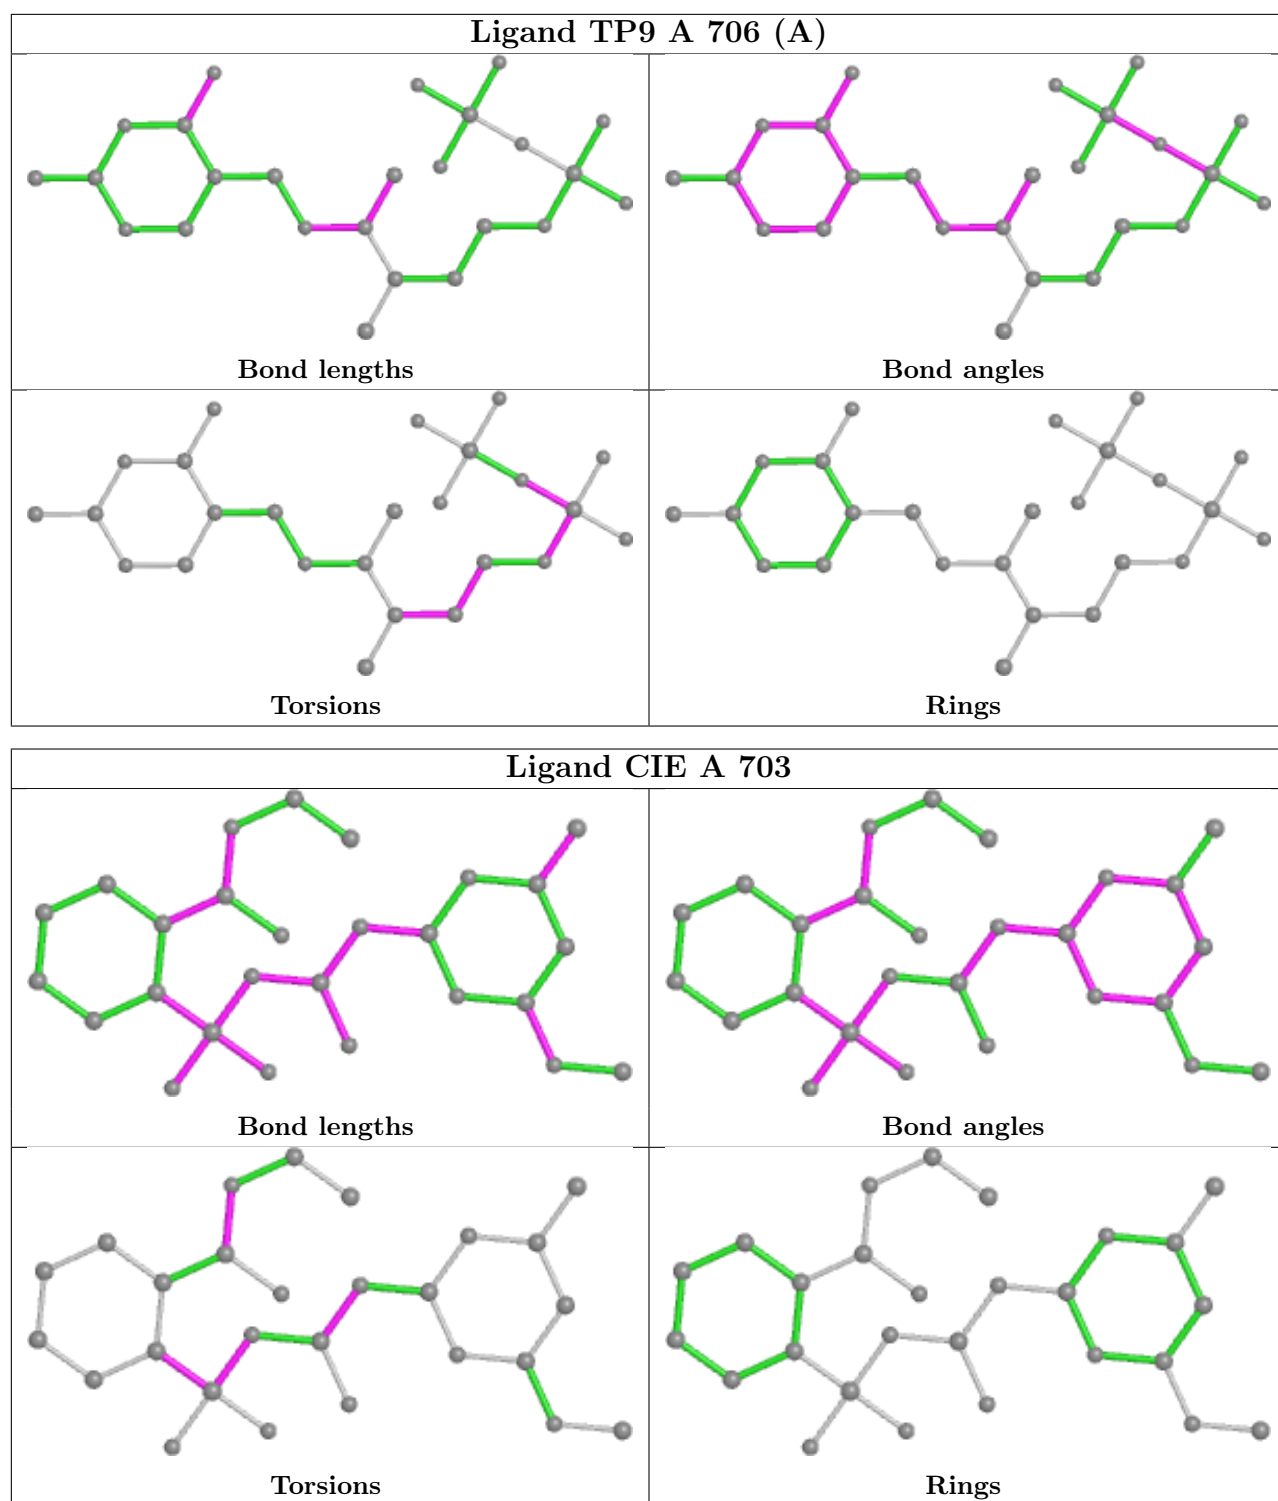 Ligand TP9 A 706 (A)
Bond lengths
Bond angles
Torsions
Rings
Ligand CIE A 703
Bond lengths
Bond angles
Torsions
Rings